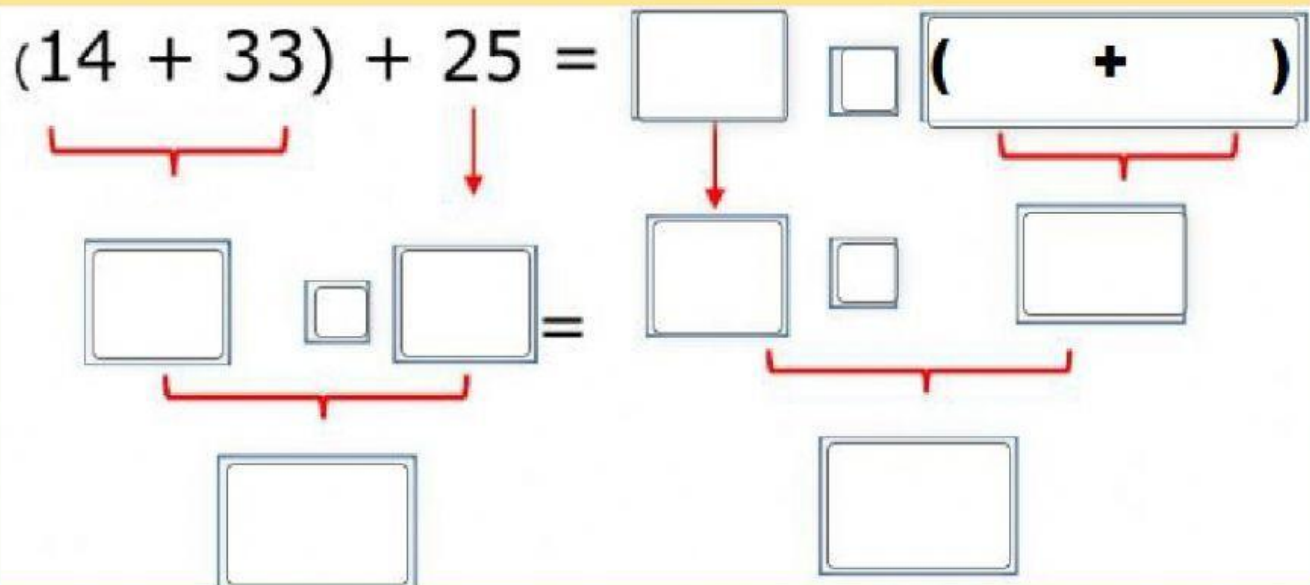 (14 + 33) + 25 = ( + )
=